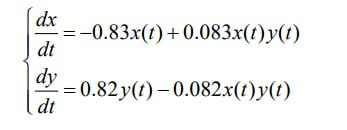 dx/dt = −0.83x(t) + 0.083x(t)y(t)
dy/dt = 0.82y(t) − 0.082x(t)y(t)